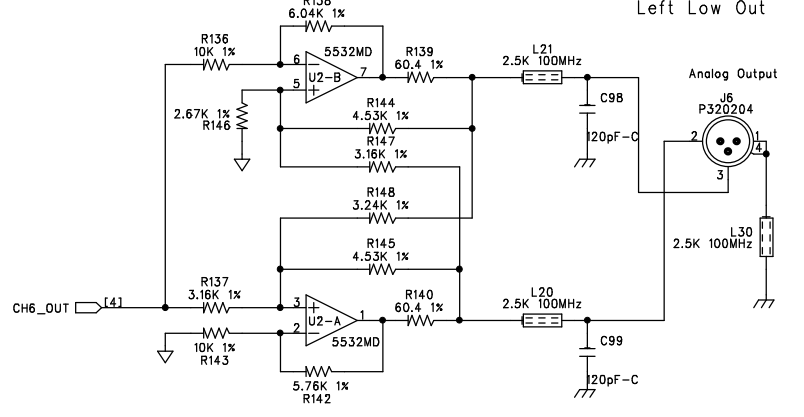 Left Low Out
R138
6.04K 1%
R136
10K 1%
5532MD
6
5
7
U2-B
R139
60.4 1%
L21
2.5K 100MHz
Analog Output
J6
P320204
C98
120pF-C
2.67K 1%
R146
R144
4.53K 1%
R147
3.16K 1%
2
1
4
3
R148
3.24K 1%
L30
2.5K 100MHz
R145
4.53K 1%
CH6_OUT
[4]
R137
3.16K 1%
3
2
1
U2-A
5532MD
R140
60.4 1%
L20
2.5K 100MHz
C99
120pF-C
10K 1%
R143
5.76K 1%
R142